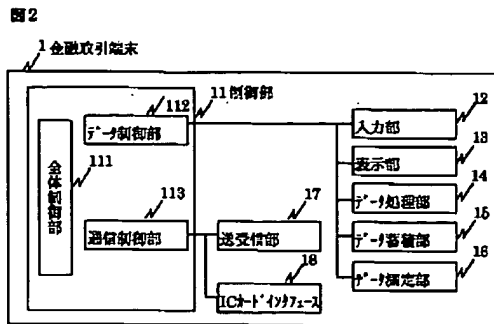 図2
1 金融取引端末
11 制御部
112
データ制御部
111
全体制御部
113
通信制御部
17
送受信部
18
ICカードインタフェース
12
入力部
13
表示部
14
データ処理部
15
データ蓄積部
16
データ測定部